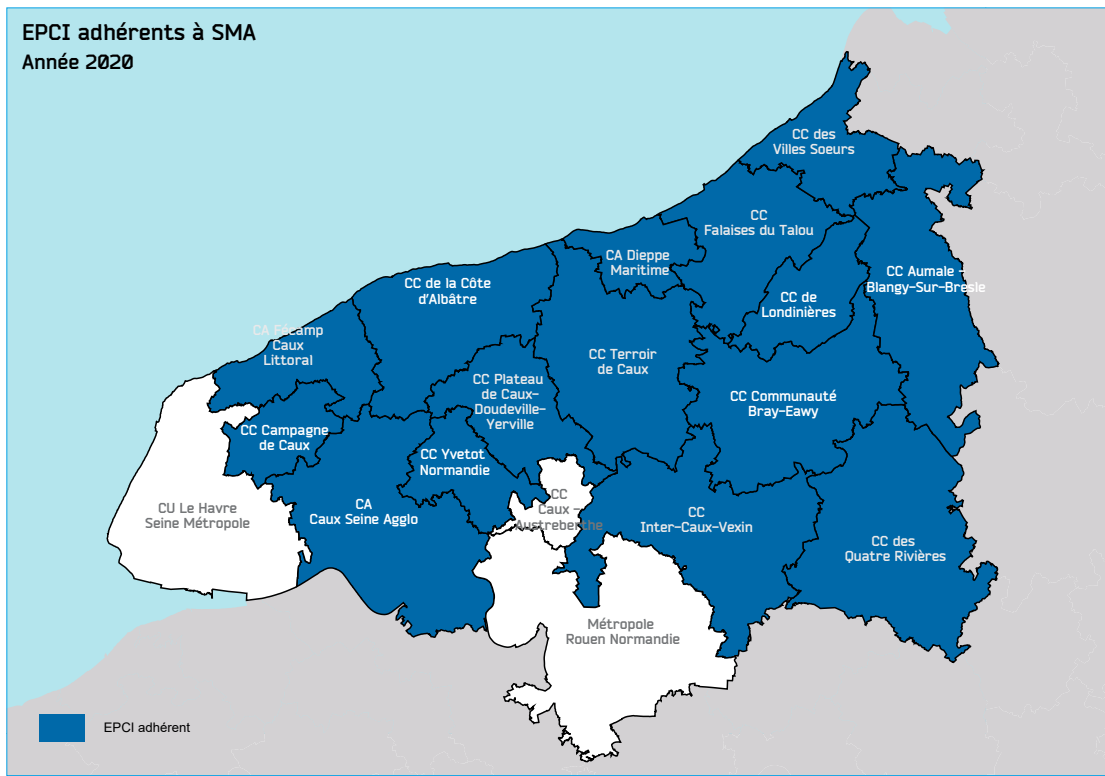 EPCI adhérents à SMA
Année 2020
CC des
Villes Soeurs
CC
Falaises du Talou
CA Dieppe
Maritime
CC Aumale -
Blangy-Sur-Bresle
CC de la Côte
d'Albâtre
CC de
Londinières
CA Fécamp
Caux
Littoral
CC Terroir
de Caux
CC Plateau
de Caux-
Doudeville-
Yerville
CC Communauté
Bray-Eawy
CC Campagne
de Caux
CC Yvetot
Normandie
CU Le Havre
Seine Métropole
CA
Caux Seine Agglo
CC
Caux -
Austreberthe
CC
Inter-Caux-Vexin
CC des
Quatre Rivières
Métropole
Rouen Normandie
EPCI adhérent